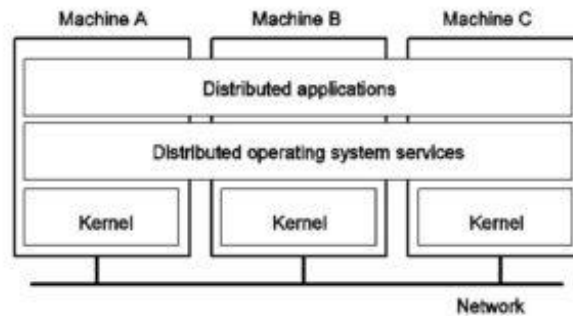 Machine A Machine B Machine C
Distributed applications
Distributed operating system services
Kernel Kernel Kernel
Network